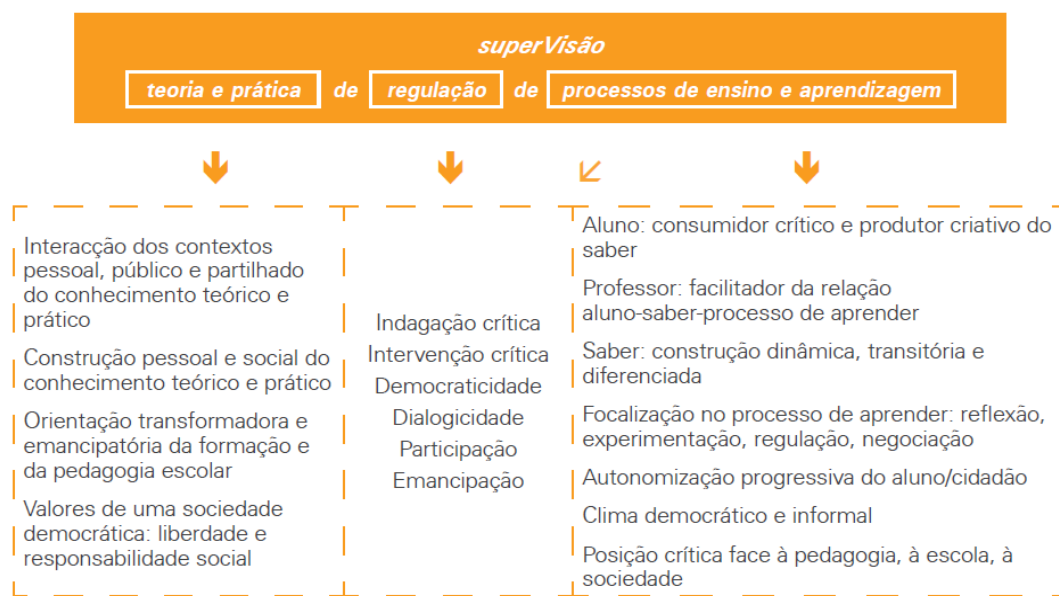 superVisão
teoria e prática de regulação de processos de ensino e aprendizagem
Interacção dos contextos
pessoal, público e partilhado
do conhecimento teórico e
prático
Construção pessoal e social do
conhecimento teórico e prático
Orientação transformadora e
emancipatória da formação e
da pedagogia escolar
Valores de uma sociedade
democrática: liberdade e
responsabilidade social
Indagação crítica
Intervenção crítica
Democraticidade
Dialogicidade
Participação
Emancipação
Aluno: consumidor crítico e produtor criativo do
saber
Professor: facilitador da relação
aluno-saber-processo de aprender
Saber: construção dinâmica, transitória e
diferenciada
Focalização no processo de aprender: reflexão,
experimentação, regulação, negociação
Autonomização progressiva do aluno/cidadão
Clima democrático e informal
Posição crítica face à pedagogia, à escola, à
sociedade